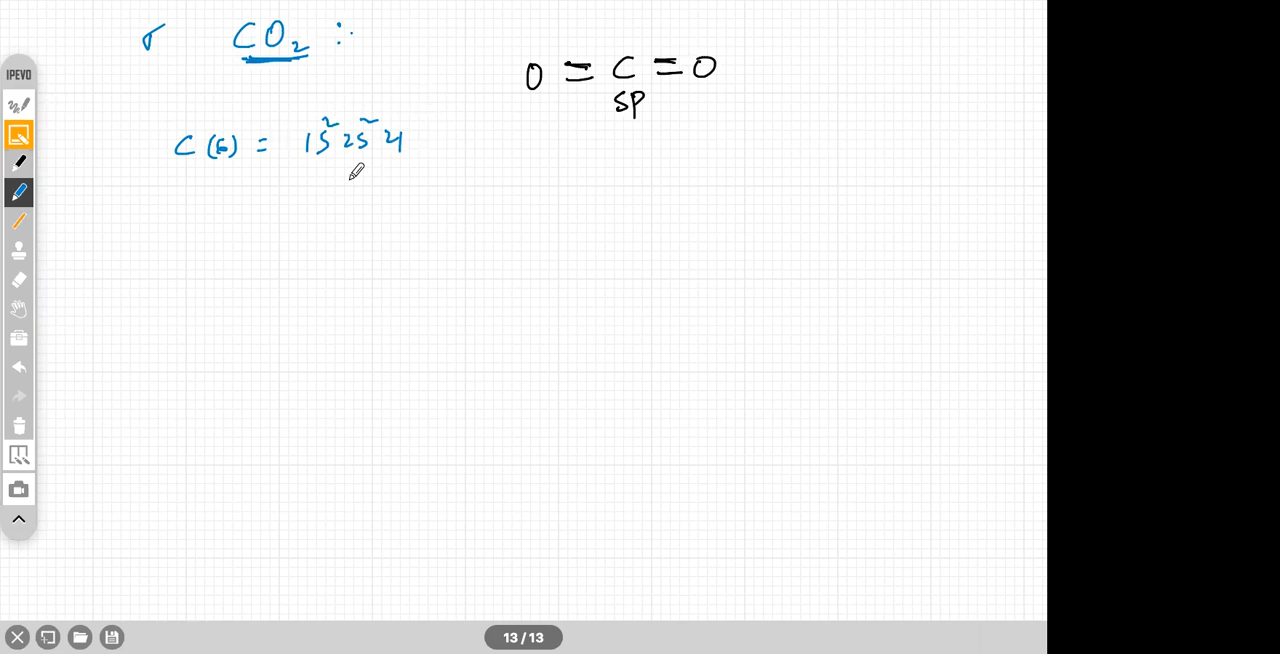 σ CO₂ :
O = C = O
SP
C (6) = 1S² 2S² 2
IPEVO
13 / 13